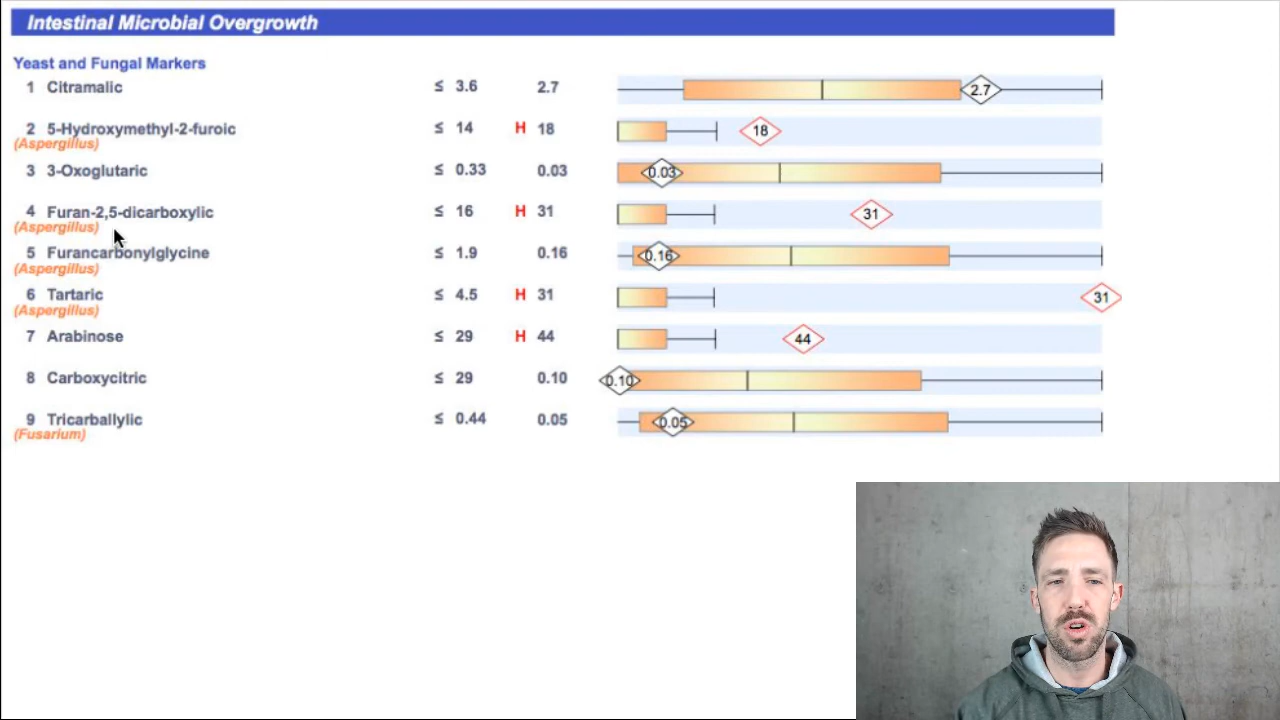 Intestinal Microbial Overgrowth
Yeast and Fungal Markers
1 Citramalic ≤ 3.6 2.7 2.7
2 5-Hydroxymethyl-2-furoic ≤ 14 H 18 18
(Aspergillus)
3 3-Oxoglutaric ≤ 0.33 0.03 0.03
4 Furan-2,5-dicarboxylic ≤ 16 H 31 31
(Aspergillus)
5 Furancarbonylglycine ≤ 1.9 0.16 0.16
(Aspergillus)
6 Tartaric ≤ 4.5 H 31 31
(Aspergillus)
7 Arabinose ≤ 29 H 44 44
8 Carboxycitric ≤ 29 0.10 0.10
9 Tricarballylic ≤ 0.44 0.05 0.05
(Fusarium)